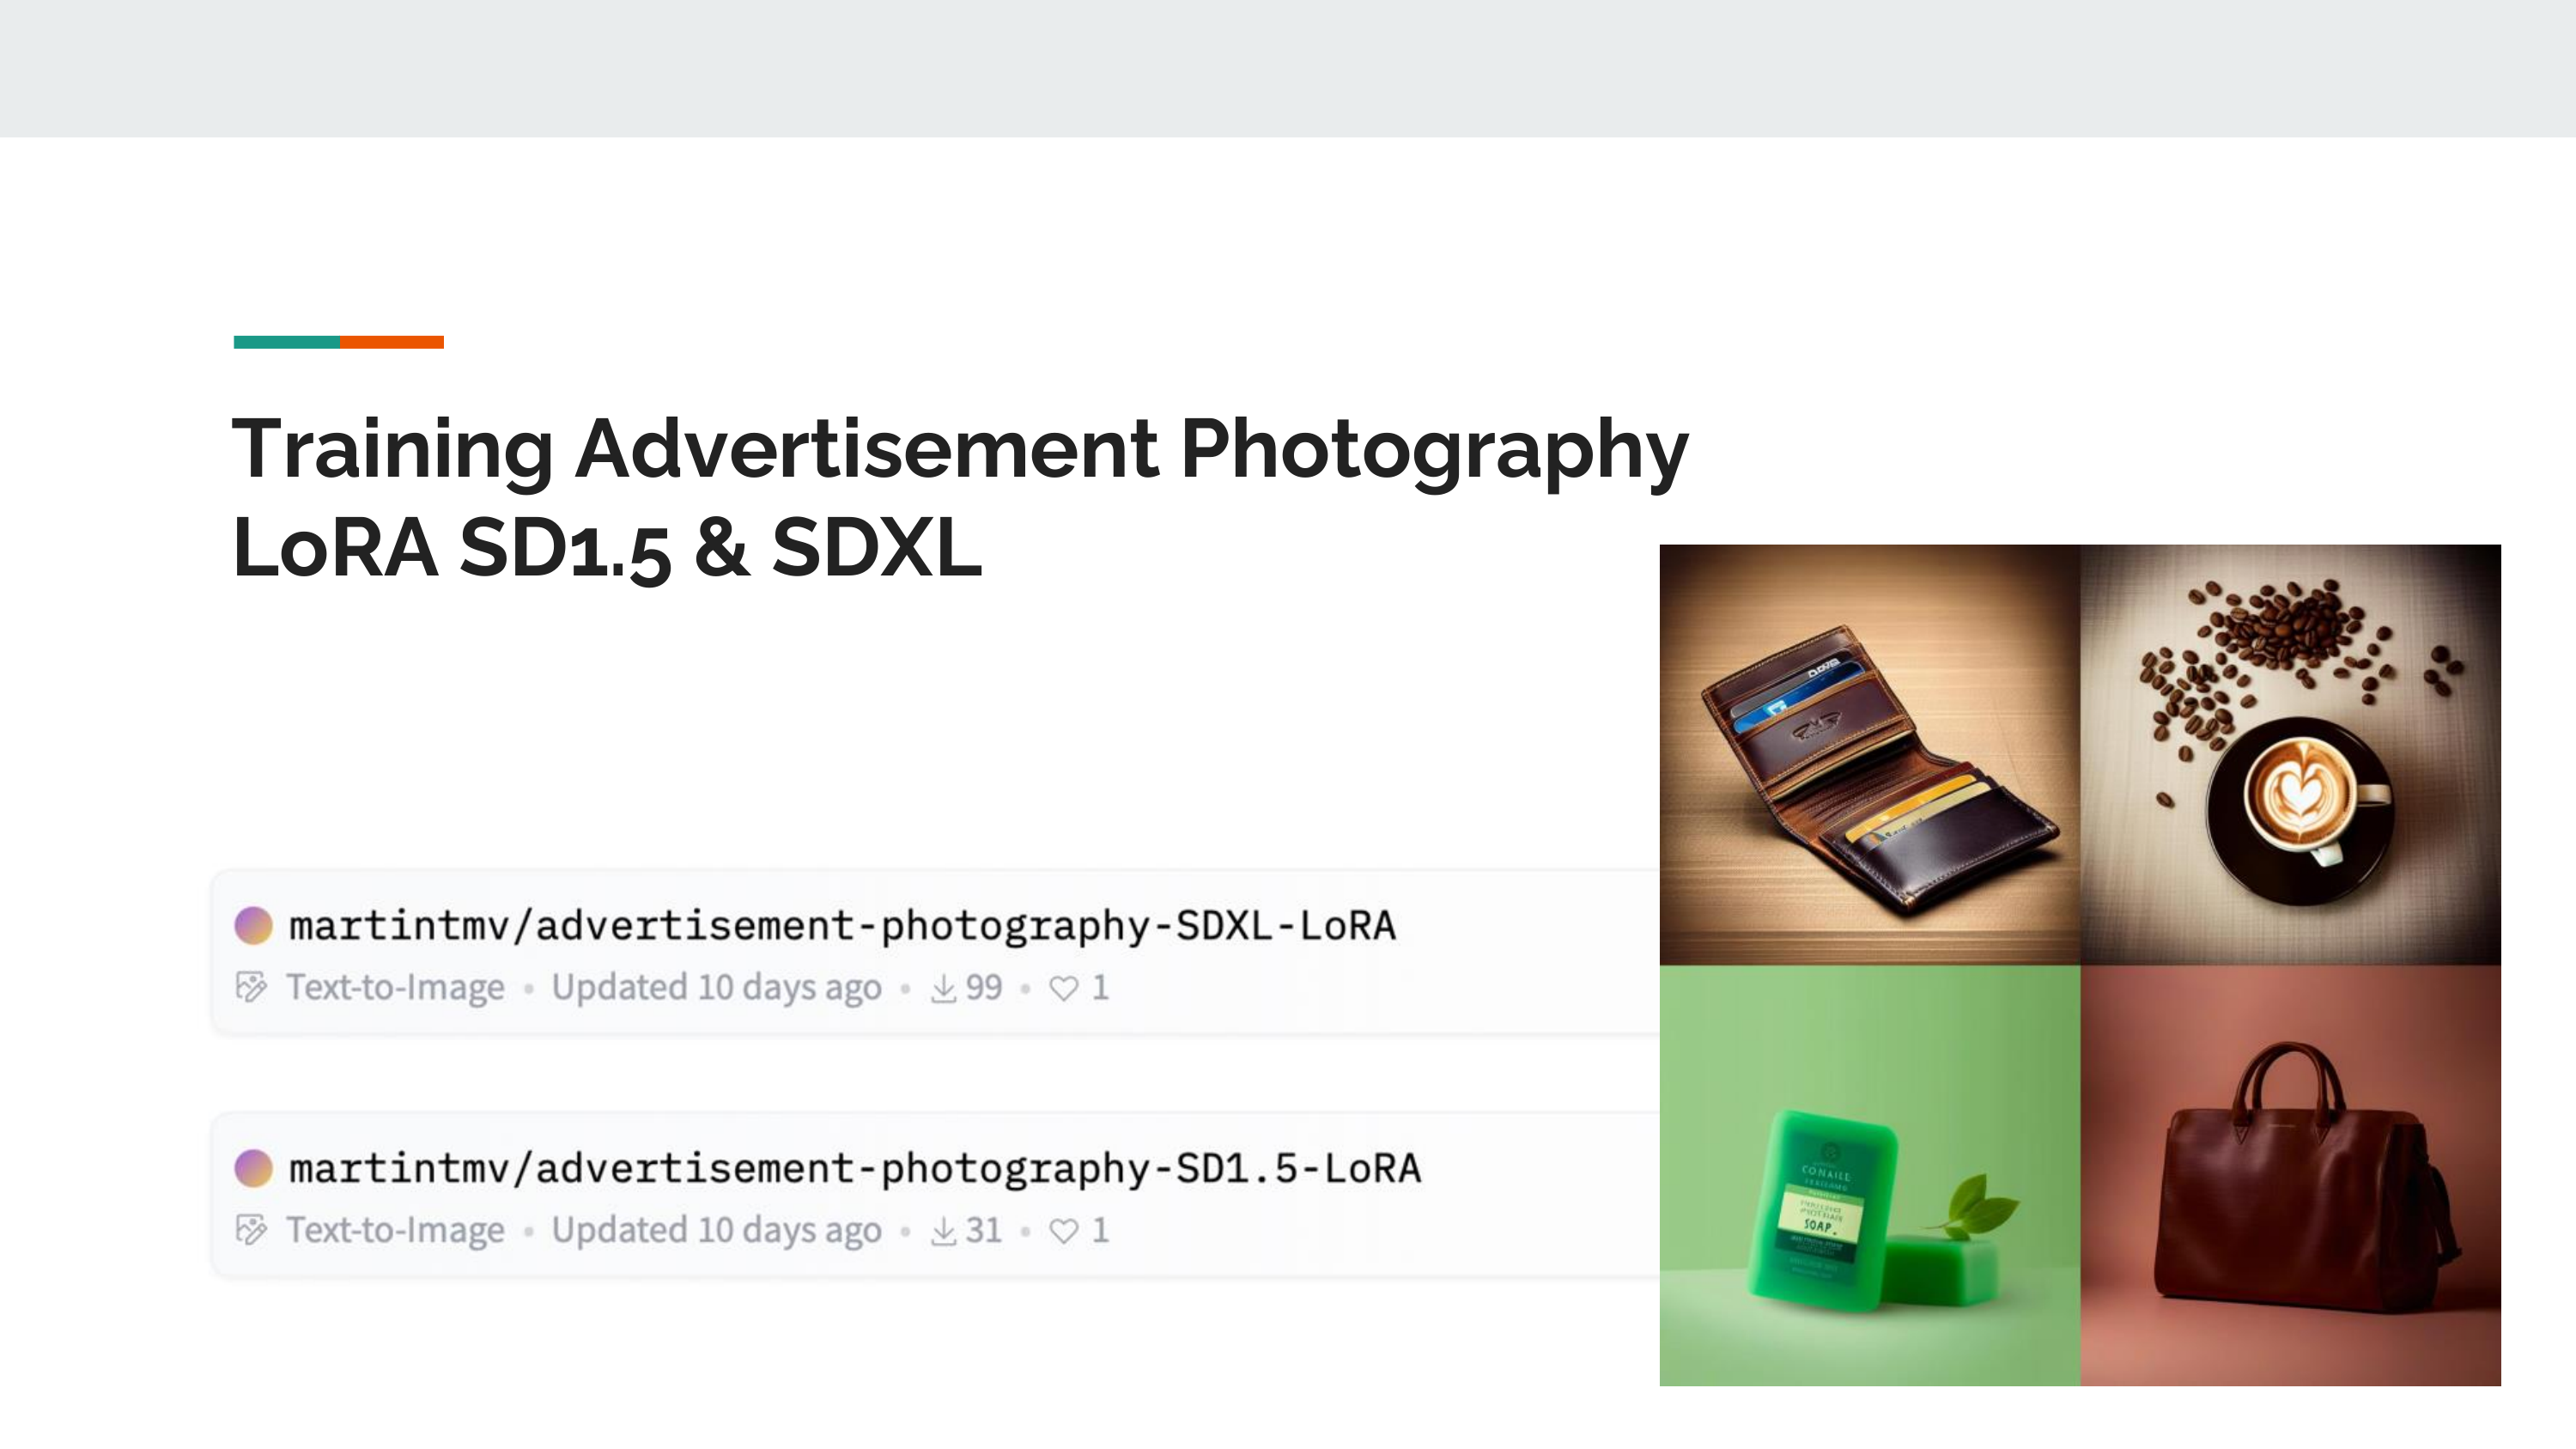 Training Advertisement Photography
LoRA SD1.5 & SDXL
martintmv/advertisement-photography-SDXL-LoRA
Text-to-Image • Updated 10 days ago • 99 • 1
martintmv/advertisement-photography-SD1.5-LoRA
Text-to-Image • Updated 10 days ago • 31 • 1
CONAILE
SOAP.